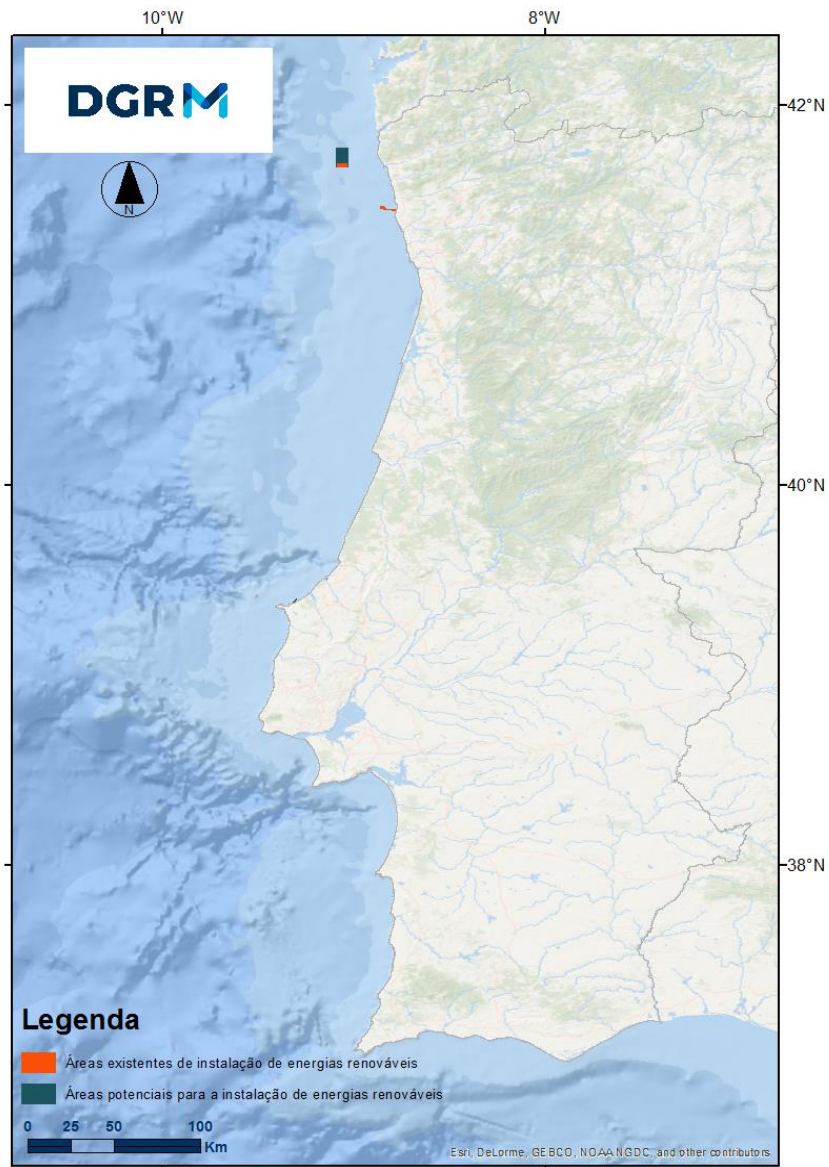 10°W 8°W
DGRM
42°N
N
40°N
38°N
Legenda
Áreas existentes de instalação de energias renováveis
Áreas potenciais para a instalação de energias renováveis
0 25 50 100
Km
Esri, DeLorme, GEBCO, NOAA NGDC, and other contributors